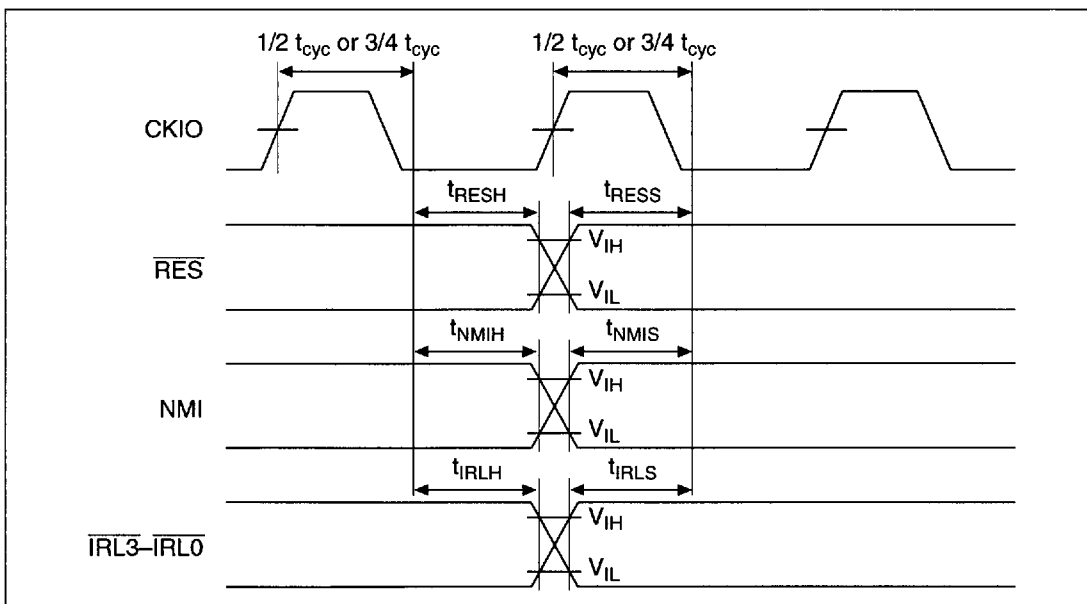 1/2 tcyc or 3/4 tcyc 1/2 tcyc or 3/4 tcyc
CKIO
tRESH tRESS
RES
VIH
VIL
tNMIH tNMIS
NMI
VIH
VIL
tIRLH tIRLS
IRL3–IRL0
VIH
VIL